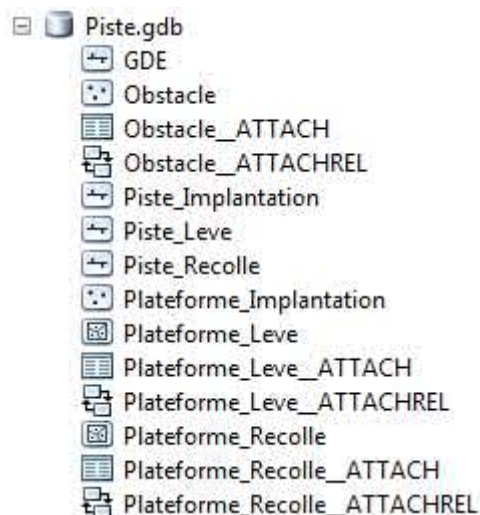 Piste.gdb
GDE
Obstacle
Obstacle__ATTACH
Obstacle__ATTACHREL
Piste_Implantation
Piste_Leve
Piste_Recolle
Plateforme_Implantation
Plateforme_Leve
Plateforme_Leve__ATTACH
Plateforme_Leve__ATTACHREL
Plateforme_Recolle
Plateforme_Recolle__ATTACH
Plateforme_Recolle__ATTACHREL